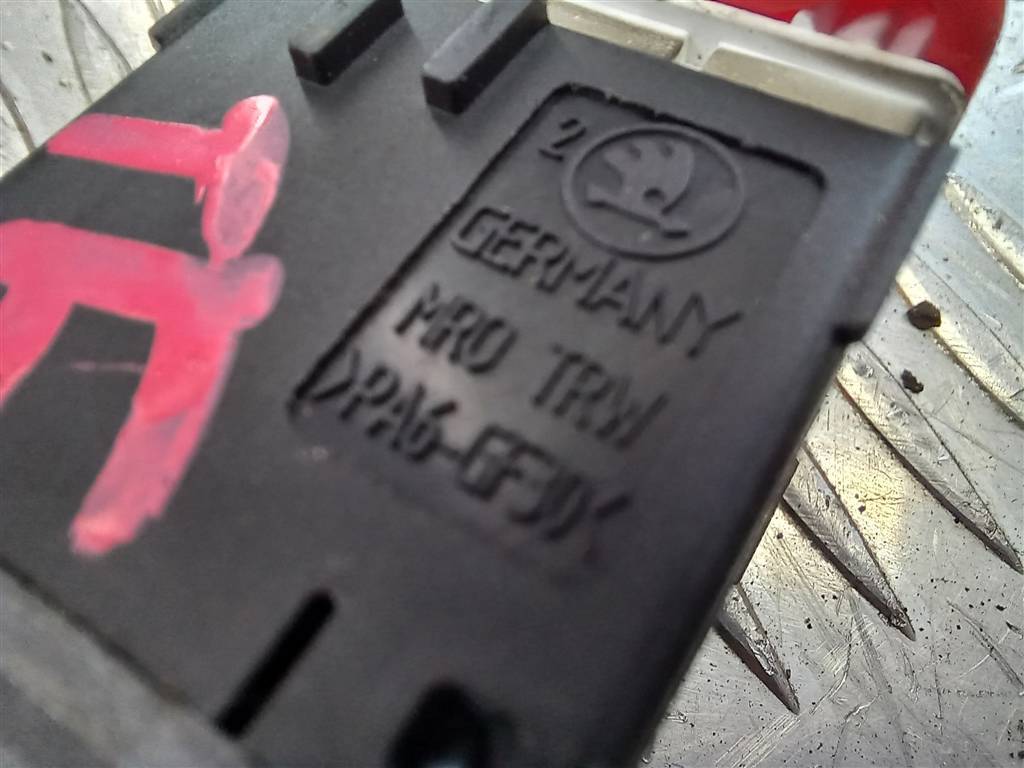 2
GERMANY
MRO TRW
>PA6-GF30<